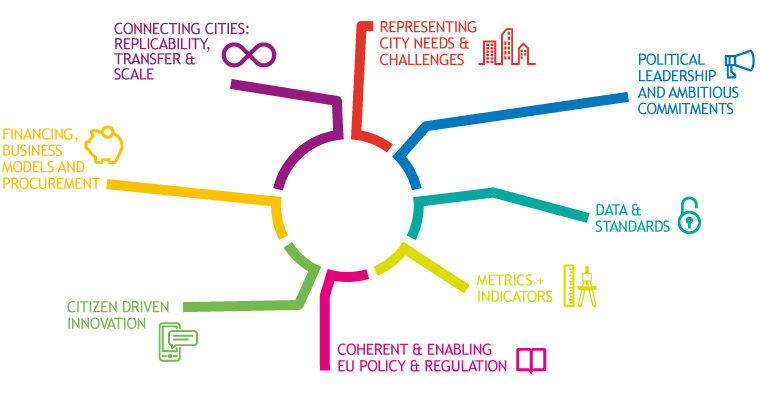 CONNECTING CITIES:
REPLICABILITY,
TRANSFER &
SCALE
REPRESENTING
CITY NEEDS &
CHALLENGES
POLITICAL
LEADERSHIP
AND AMBITIOUS
COMMITMENTS
FINANCING,
BUSINESS
MODELS AND
PROCUREMENT
DATA &
STANDARDS
METRICS +
INDICATORS
CITIZEN DRIVEN
INNOVATION
COHERENT & ENABLING
EU POLICY & REGULATION